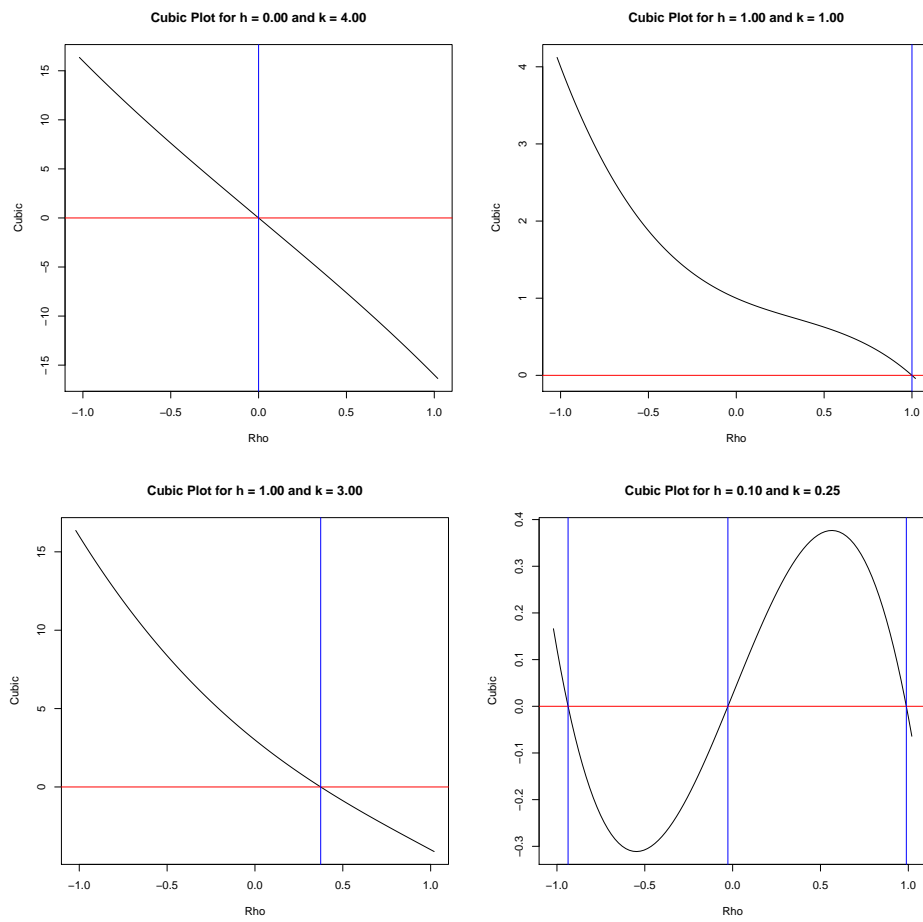 Cubic Plot for h = 0.00 and k = 4.00
15
10
5
0
−5
−10
−15
Cubic
−1.0 −0.5 0.0 0.5 1.0
Rho
Cubic Plot for h = 1.00 and k = 1.00
4
3
2
1
0
Cubic
−1.0 −0.5 0.0 0.5 1.0
Rho
Cubic Plot for h = 1.00 and k = 3.00
15
10
5
0
Cubic
−1.0 −0.5 0.0 0.5 1.0
Rho
Cubic Plot for h = 0.10 and k = 0.25
0.4
0.3
0.2
0.1
0.0
−0.1
−0.2
−0.3
Cubic
−1.0 −0.5 0.0 0.5 1.0
Rho